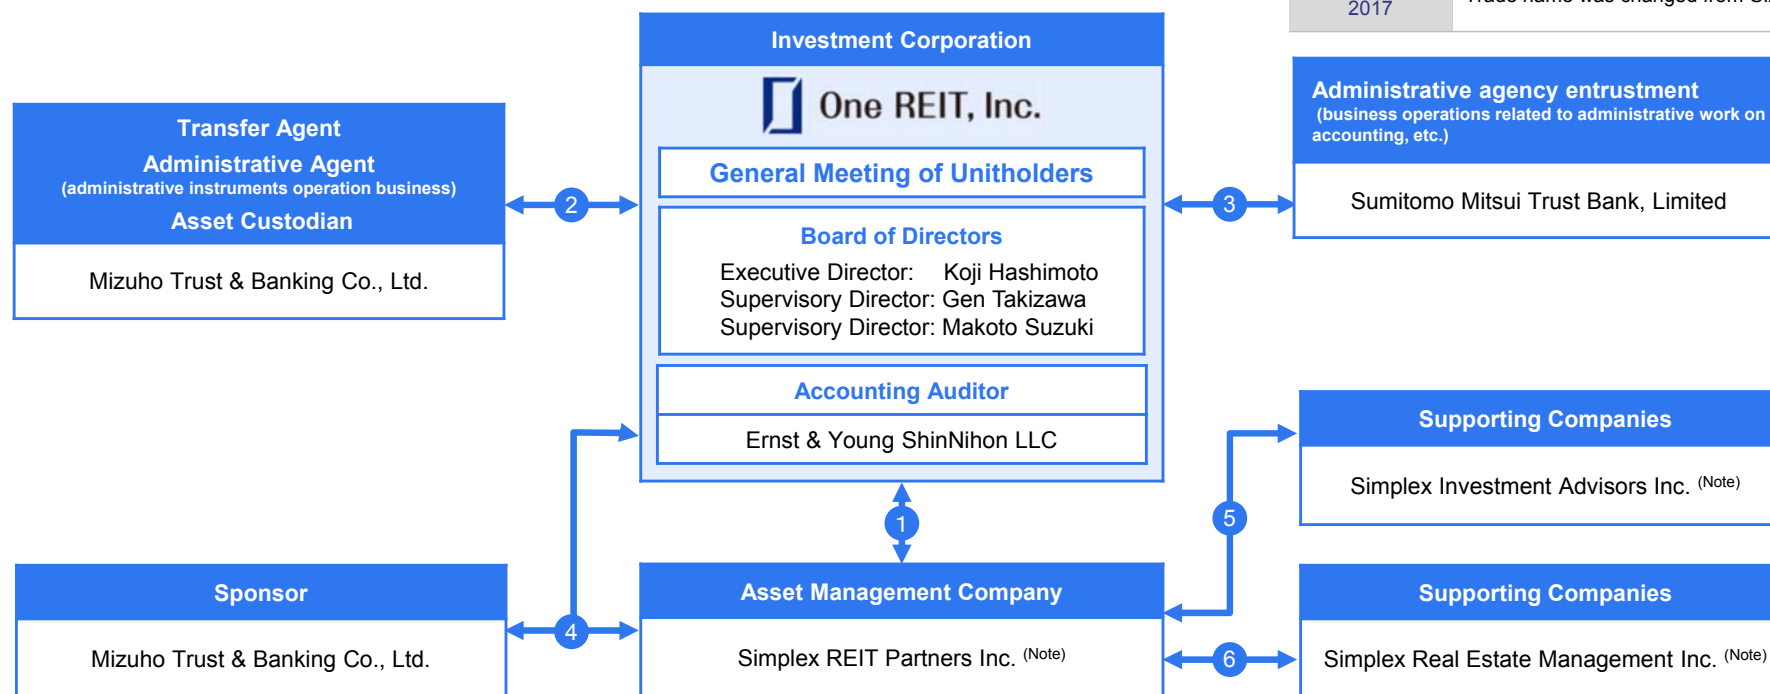 2017
Trade name was changed from
Investment Corporation
One REIT, Inc.
General Meeting of Unitholders
Board of Directors
Executive Director: Koji Hashimoto
Supervisory Director: Gen Takizawa
Supervisory Director: Makoto Suzuki
Accounting Auditor
Ernst & Young ShinNihon LLC
Transfer Agent
Administrative Agent
(administrative instruments operation business)
Asset Custodian
Mizuho Trust & Banking Co., Ltd.
2
3
Administrative agency entrustment
(business operations related to administrative work on
accounting, etc.)
Sumitomo Mitsui Trust Bank, Limited
1
5
Supporting Companies
Simplex Investment Advisors Inc. (Note)
Sponsor
Mizuho Trust & Banking Co., Ltd.
4
Asset Management Company
Simplex REIT Partners Inc. (Note)
6
Supporting Companies
Simplex Real Estate Management Inc. (Note)